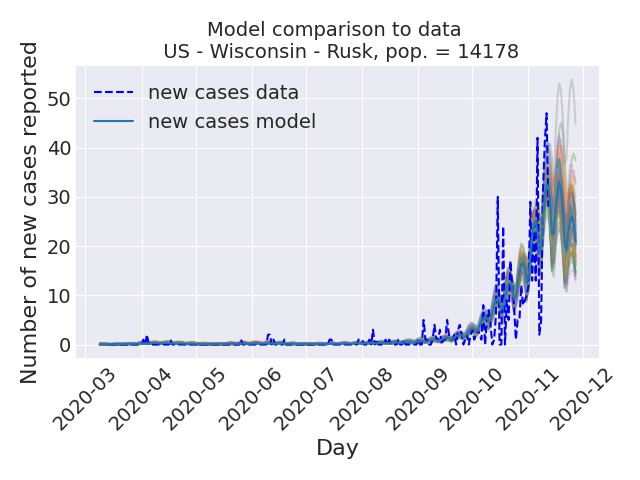 Model comparison to data
US - Wisconsin - Rusk, pop. = 14178
new cases data
new cases model
Number of new cases reported
50
40
30
20
10
0
2020-03
2020-04
2020-05
2020-06
2020-07
2020-08
2020-09
2020-10
2020-11
2020-12
Day